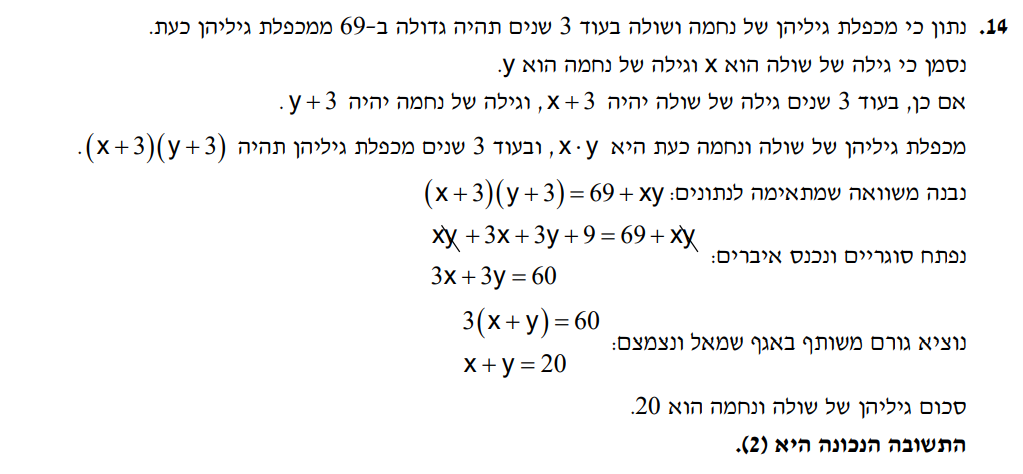 14. נתון כי מכפלת גיליהן של נחמה ושולה בעוד 3 שנים תהיה גדולה ב-69 ממכפלת גיליהן כעת.
נסמן כי גילה של שולה הוא x וגילה של נחמה הוא y.
אם כן, בעוד 3 שנים גילה של שולה יהיה x+3, וגילה של נחמה יהיה y+3.
מכפלת גיליהן של שולה ונחמה כעת היא x·y, ובעוד 3 שנים מכפלת גיליהן תהיה (x+3)(y+3).
נבנה משוואה שמתאימה לנתונים: (x+3)(y+3)=69+xy
נפתח סוגריים ונכנס איברים:
xy+3x+3y+9=69+xy
3x+3y=60
נוציא גורם משותף באגף שמאל ונצמצם:
3(x+y)=60
x+y=20
סכום גיליהן של שולה ונחמה הוא 20.
התשובה הנכונה היא (2).